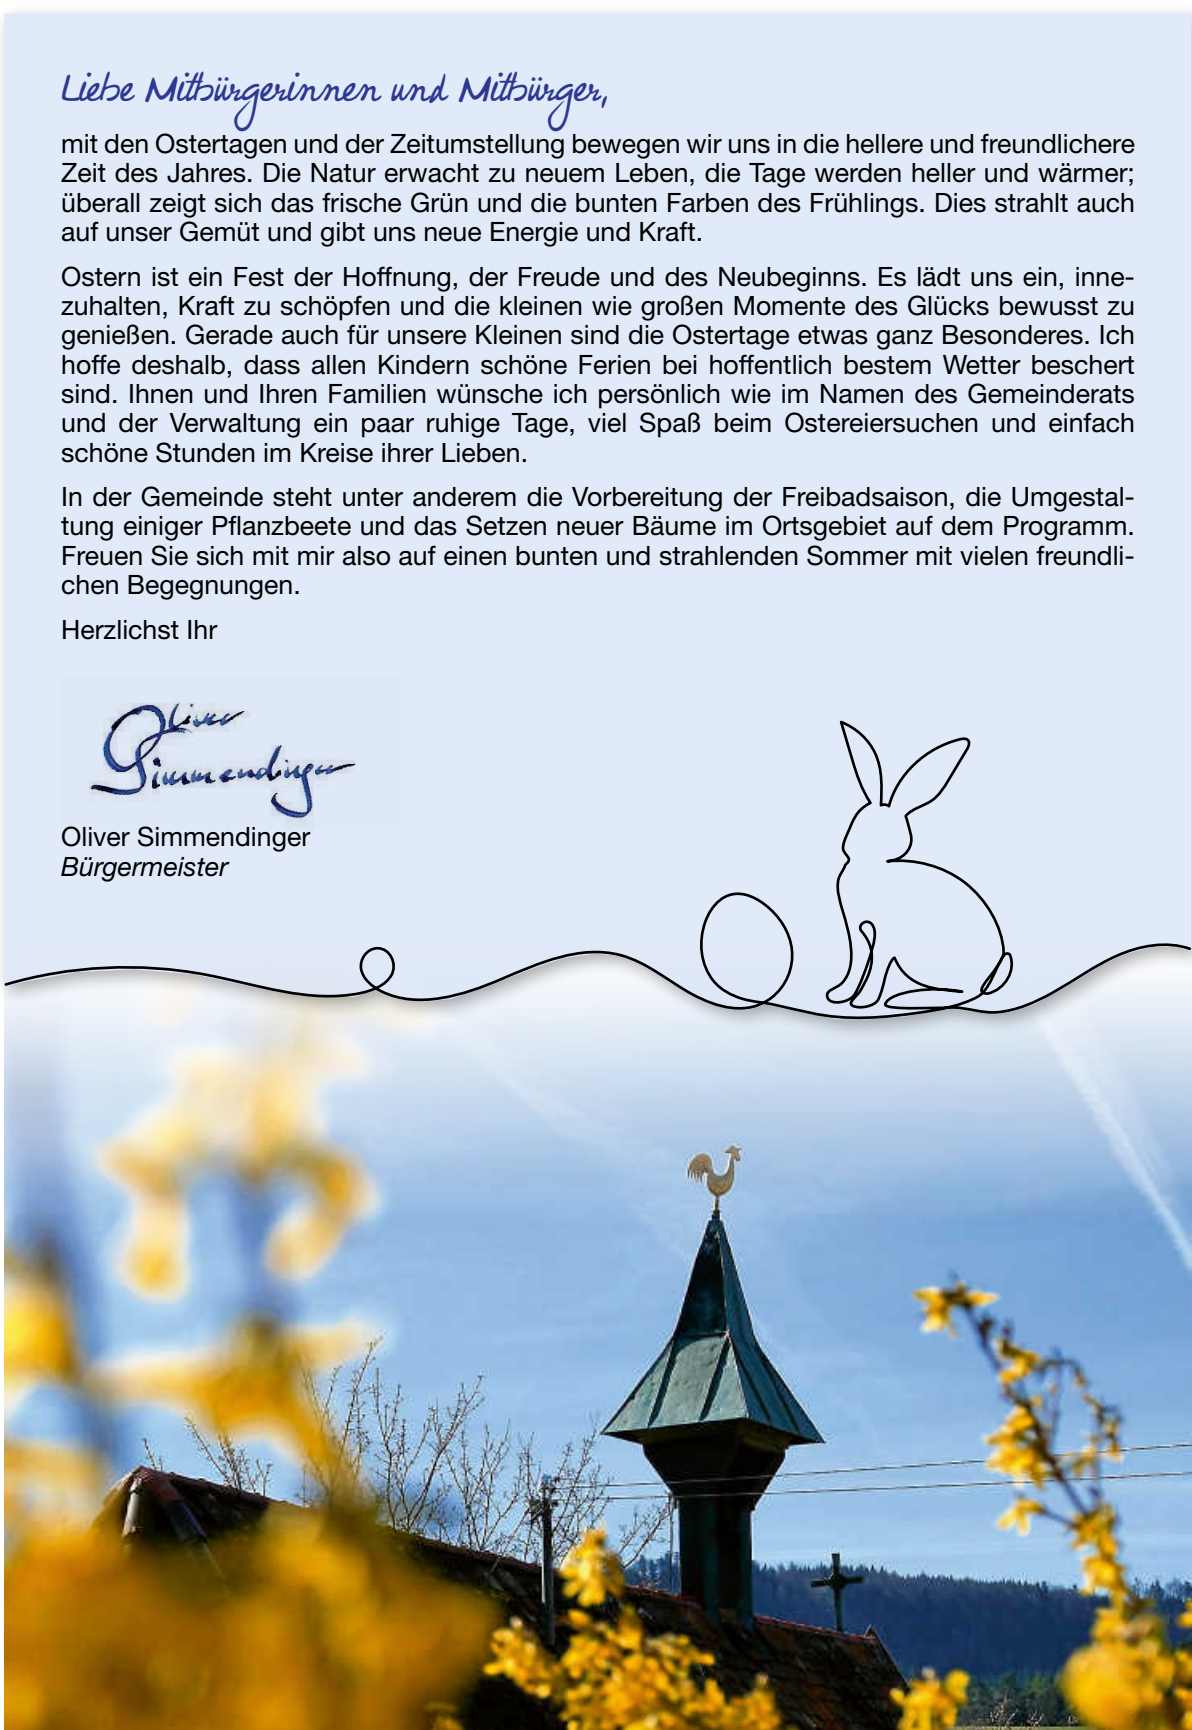 Liebe Mitbürgerinnen und Mitbürger,
mit den Ostertagen und der Zeitumstellung bewegen wir uns in die hellere und freundlichere
Zeit des Jahres. Die Natur erwacht zu neuem Leben, die Tage werden heller und wärmer;
überall zeigt sich das frische Grün und die bunten Farben des Frühlings. Dies strahlt auch
auf unser Gemüt und gibt uns neue Energie und Kraft.
Ostern ist ein Fest der Hoffnung, der Freude und des Neubeginns. Es lädt uns ein, inne-
zuhalten, Kraft zu schöpfen und die kleinen wie großen Momente des Glücks bewusst zu
genießen. Gerade auch für unsere Kleinen sind die Ostertage etwas ganz Besonderes. Ich
hoffe deshalb, dass allen Kindern schöne Ferien bei hoffentlich bestem Wetter beschert
sind. Ihnen und Ihren Familien wünsche ich persönlich wie im Namen des Gemeinderats
und der Verwaltung ein paar ruhige Tage, viel Spaß beim Ostereiersuchen und einfach
schöne Stunden im Kreise ihrer Lieben.
In der Gemeinde steht unter anderem die Vorbereitung der Freibadsaison, die Umgestal-
tung einiger Pflanzbeete und das Setzen neuer Bäume im Ortsgebiet auf dem Programm.
Freuen Sie sich mit mir also auf einen bunten und strahlenden Sommer mit vielen freundli-
chen Begegnungen.
Herzlichst Ihr
Oliver
Simmendinger
Oliver Simmendinger
Bürgermeister